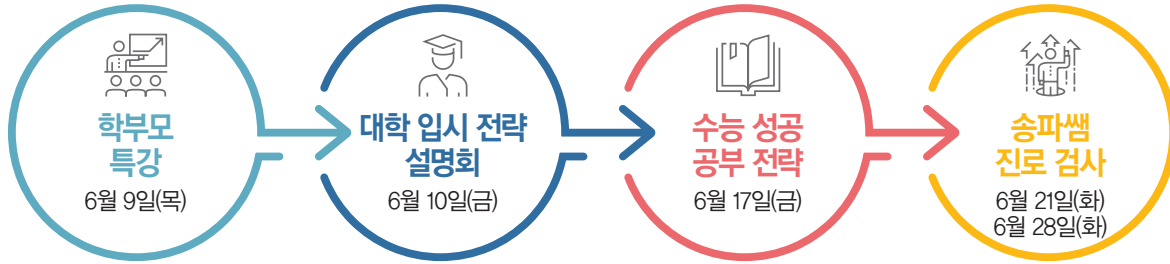 학부모
특강
6월 9일(목)
대학 입시 전략
설명회
6월 10일(금)
수능 성공
공부 전략
6월 17일(금)
송파쌤
진로 검사
6월 21일(화)
6월 28일(화)